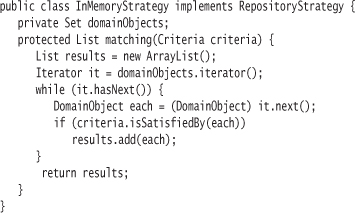 public class InMemoryStrategy implements RepositoryStrategy {
   private Set domainObjects;
   protected List matching(Criteria criteria) {
      List results = new ArrayList();
      Iterator it = domainObjects.iterator();
      while (it.hasNext()) {
         DomainObject each = (DomainObject) it.next();
         if (criteria.isSatisfiedBy(each))
            results.add(each);
      }
       return results;
   }
}